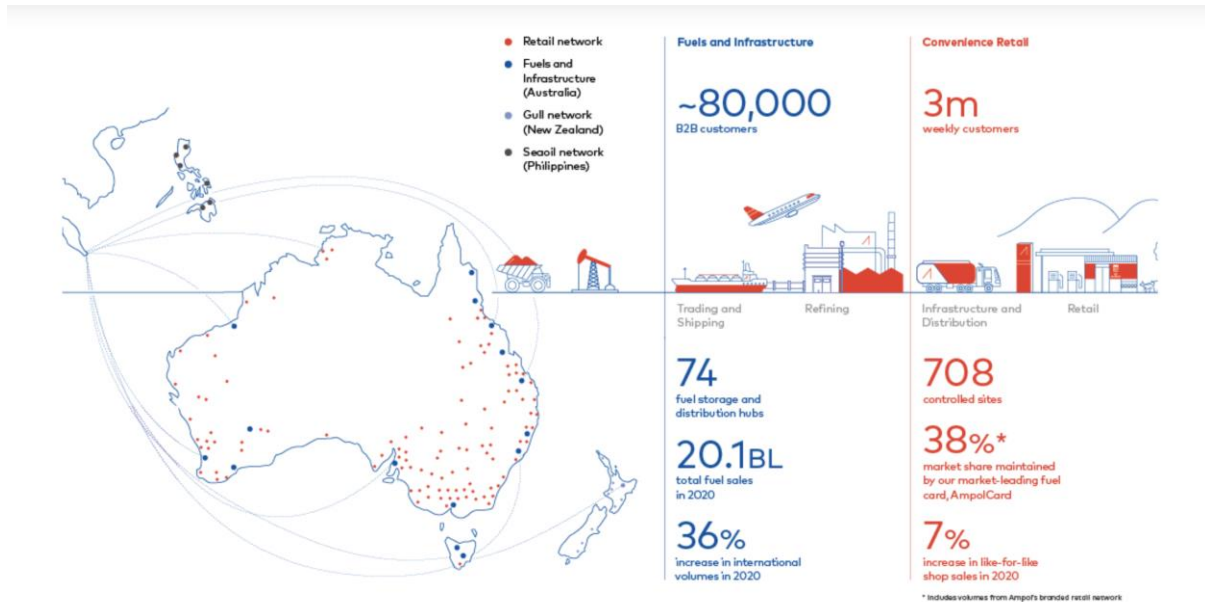 Retail network
Fuels and
Infrastructure
(Australia)
Gull network
(New Zealand)
Seaoil network
(Philippines)
Fuels and Infrastructure
~80,000
B2B customers
Trading and
Shipping
Refining
74
fuel storage and
distribution hubs
20.1BL
total fuel sales
in 2020
36%
increase in international
volumes in 2020
Convenience Retail
3m
weekly customers
Infrastructure and
Distribution
Retail
708
controlled sites
38%*
market share maintained
by our market-leading fuel
card, AmpolCard
7%
increase in like-for-like
shop sales in 2020
* Includes volumes from Ampol's branded retail network